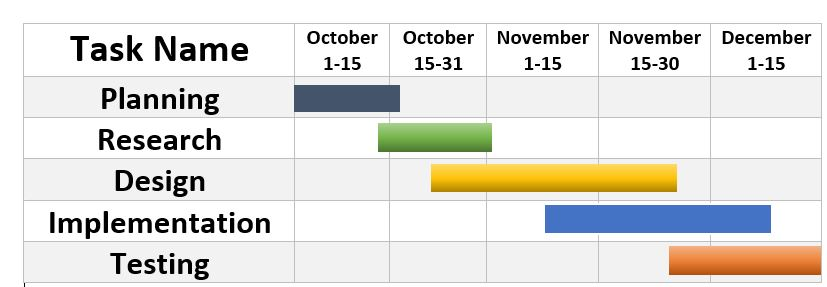 Task Name
October
1-15
October
15-31
November
1-15
November
15-30
December
1-15
Planning
Research
Design
Implementation
Testing